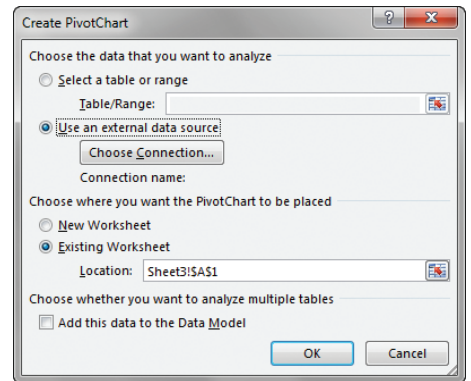 Create PivotChart
?
Choose the data that you want to analyze
Select a table or range
Table/Range:
Use an external data source
Choose Connection...
Connection name:
Choose where you want the PivotChart to be placed
New Worksheet
Existing Worksheet
Location: Sheet3!$A$1
Choose whether you want to analyze multiple tables
Add this data to the Data Model
OK Cancel